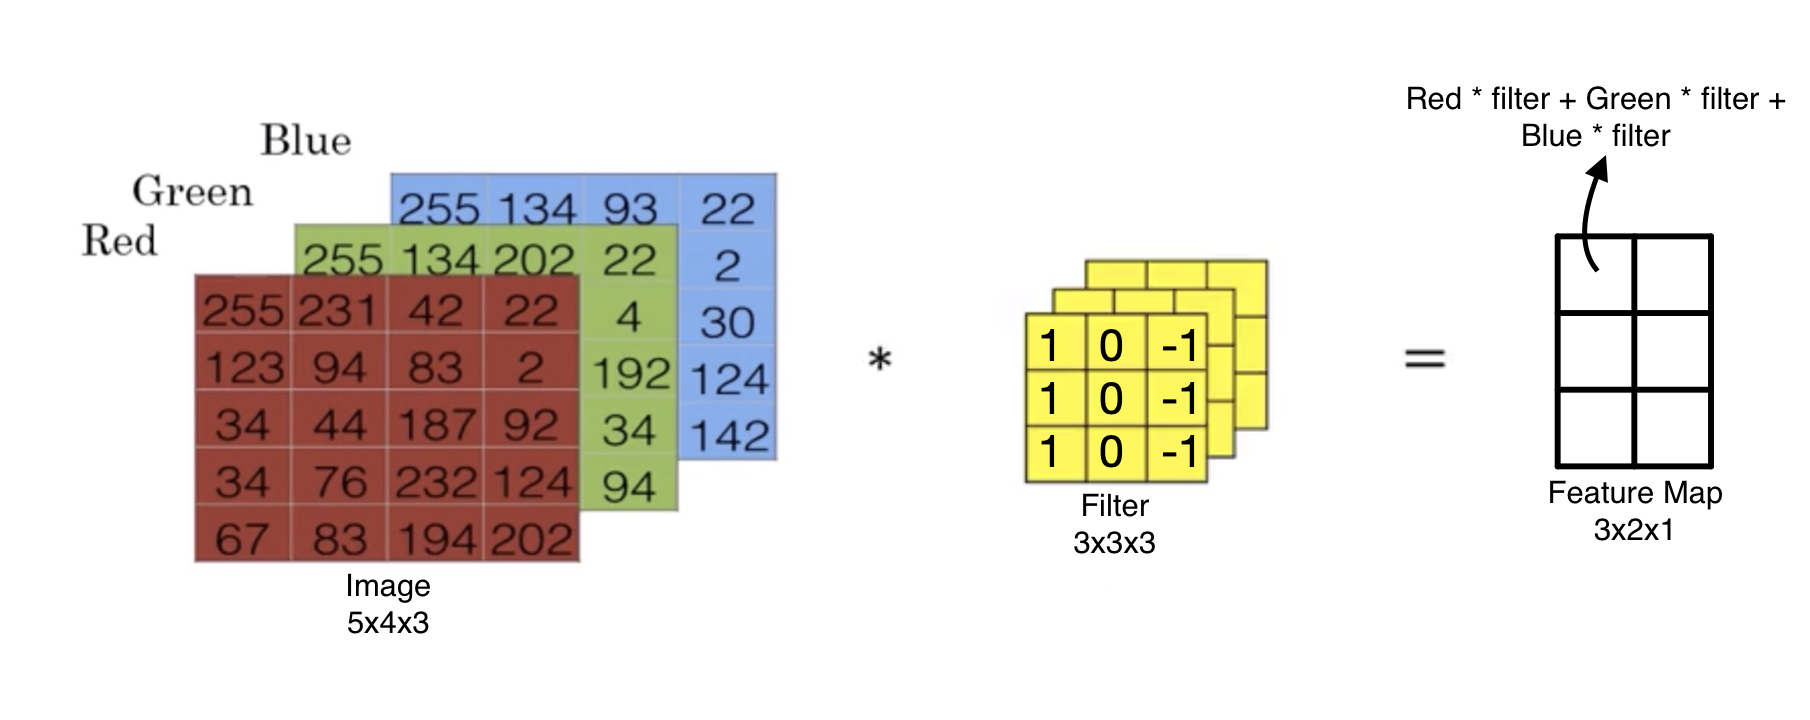 Red * filter + Green * filter +
Blue * filter
Blue
Green
Red
255 134 93 22
2
30
124
142
255 134 202 22
4
192
34
94
255 231 42 22
123 94 83 2
34 44 187 92
34 76 232 124
67 83 194 202
Image
5x4x3
*
1 0 -1
1 0 -1
1 0 -1
Filter
3x3x3
=
Feature Map
3x2x1